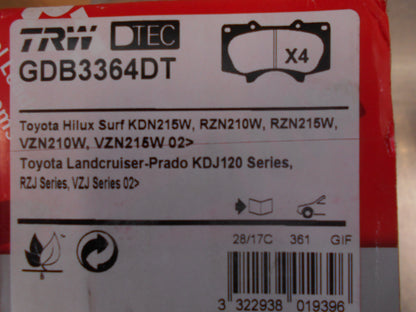 TRW DTEC
GDB3364DT
X4
Toyota Hilux Surf KDN215W, RZN210W, RZN215W,
VZN210W, VZN215W 02>
Toyota Landcruiser-Prado KDJ120 Series,
RZJ Series, VZJ Series 02>
28/17C 361 GIF
3 322938 019396